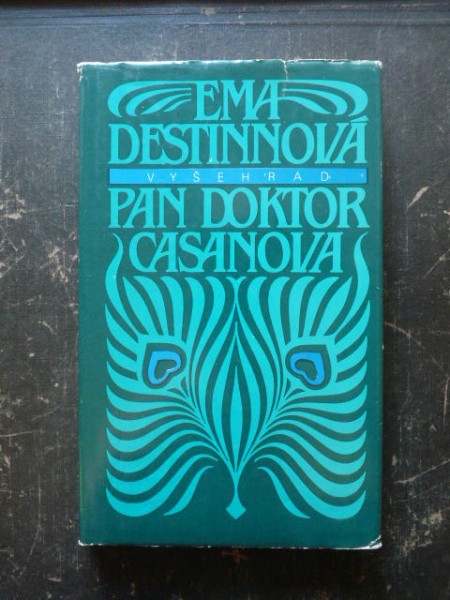 EMA
DESTINNOVÁ
VYŠEHRAD
PAN DOKTOR
CASANOVA